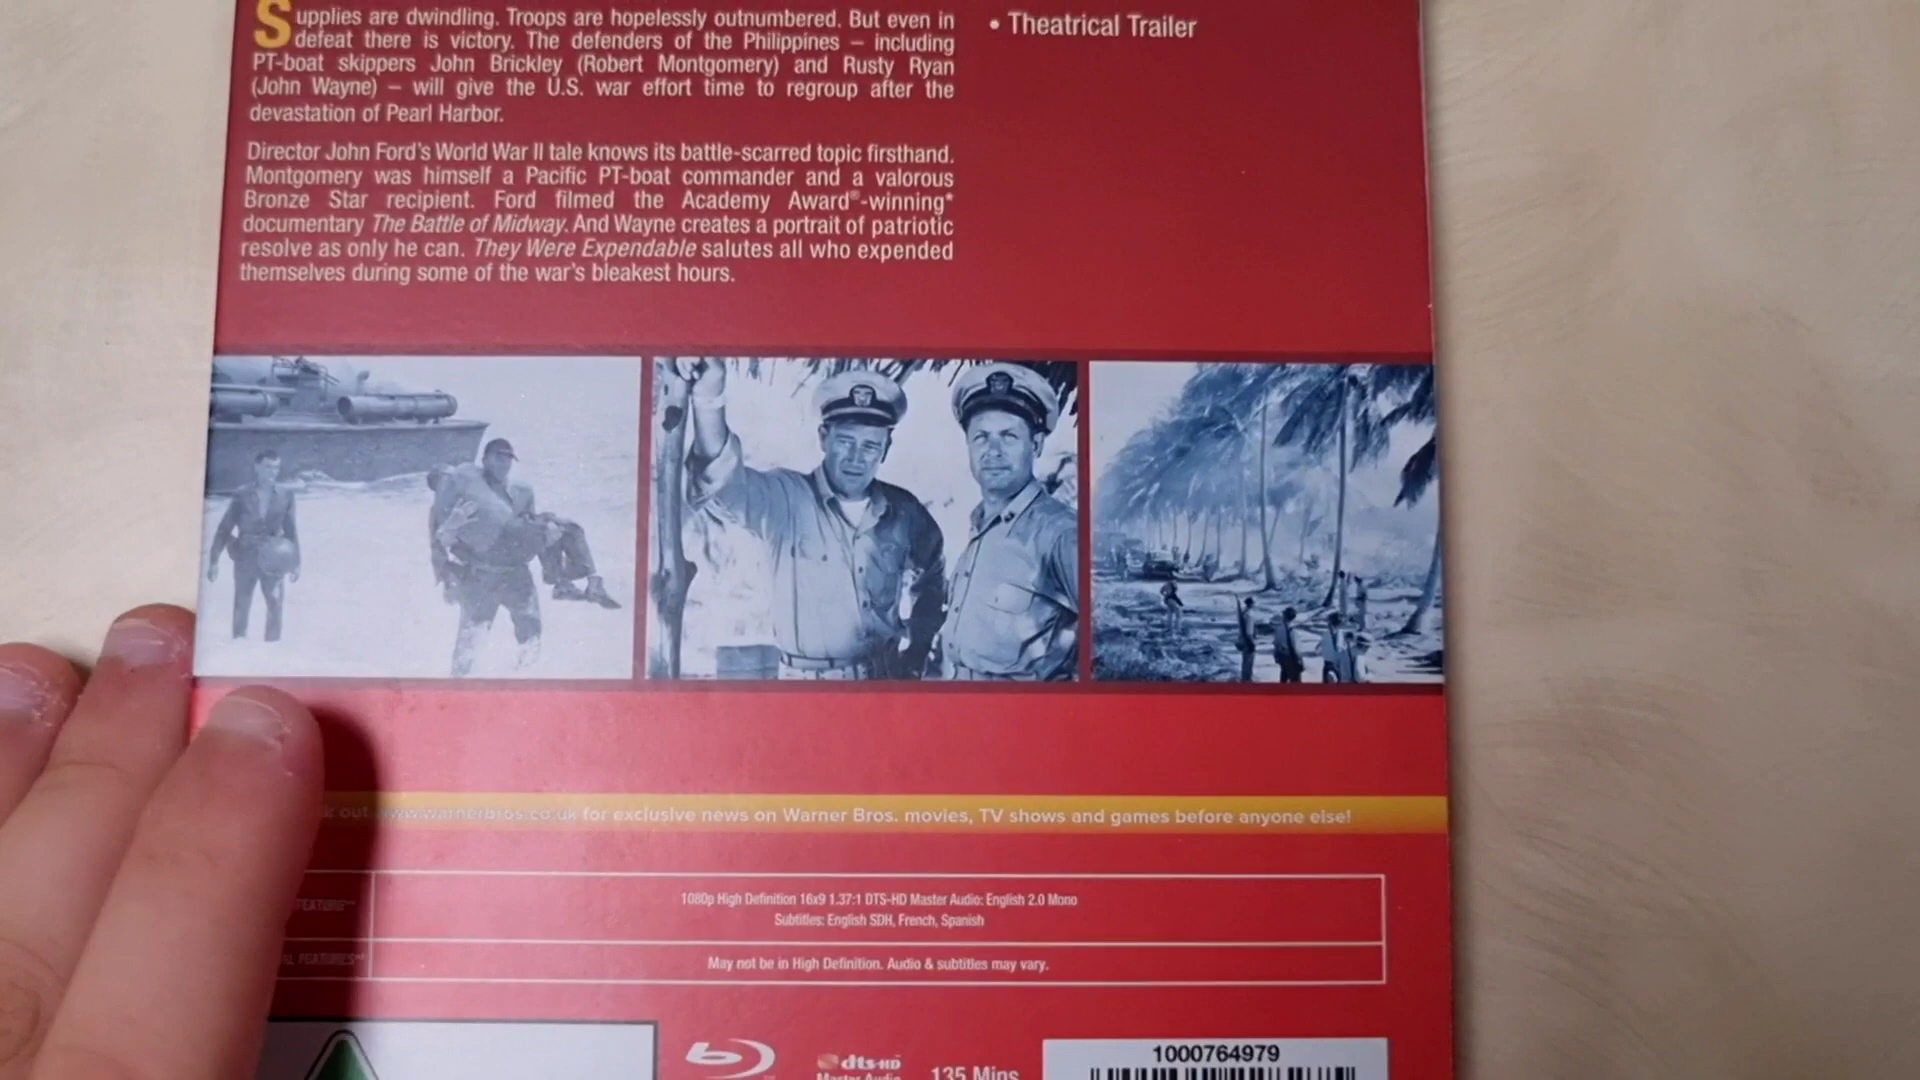 Supplies are dwindling. Troops are hopelessly outnumbered. But even in
defeat there is victory. The defenders of the Philippines – including
PT-boat skippers John Brickley (Robert Montgomery) and Rusty Ryan
(John Wayne) – will give the U.S. war effort time to regroup after the
devastation of Pearl Harbor.
Director John Ford's World War II tale knows its battle-scarred topic firsthand.
Montgomery was himself a Pacific PT-boat commander and a valorous
Bronze Star recipient. Ford filmed the Academy Award®-winning*
documentary The Battle of Midway. And Wayne creates a portrait of patriotic
resolve as only he can. They Were Expendable salutes all who expended
themselves during some of the war's bleakest hours.
• Theatrical Trailer
out www.warnerbros.co.uk for exclusive news on Warner Bros. movies, TV shows and games before anyone else!
FEATURE
1080p High Definition 16x9 1.37:1 DTS-HD Master Audio: English 2.0 Mono
Subtitles: English SDH, French, Spanish
FEATURES
May not be in High Definition. Audio & subtitles may vary.
dts-HD
Master Audio
135 Mins
1000764979